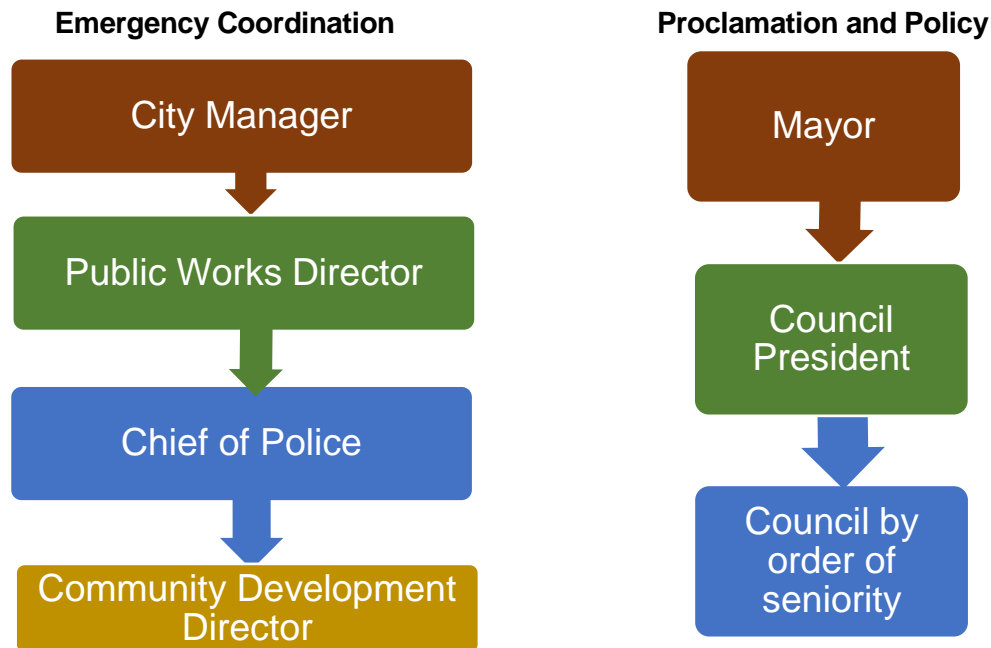 Emergency Coordination
City Manager
Public Works Director
Chief of Police
Community Development
Director
Proclamation and Policy
Mayor
Council
President
Council by
order of
seniority